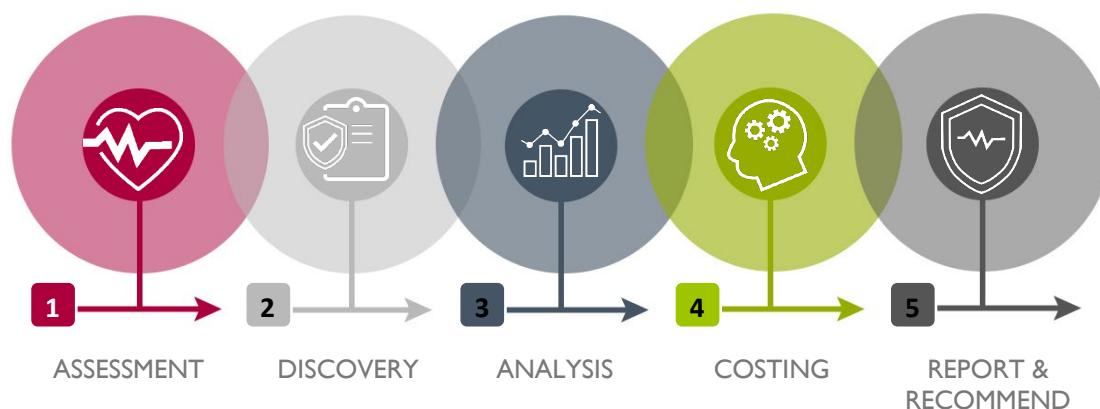 1
2
3
4
5
ASSESSMENT
DISCOVERY
ANALYSIS
COSTING
REPORT &
RECOMMEND